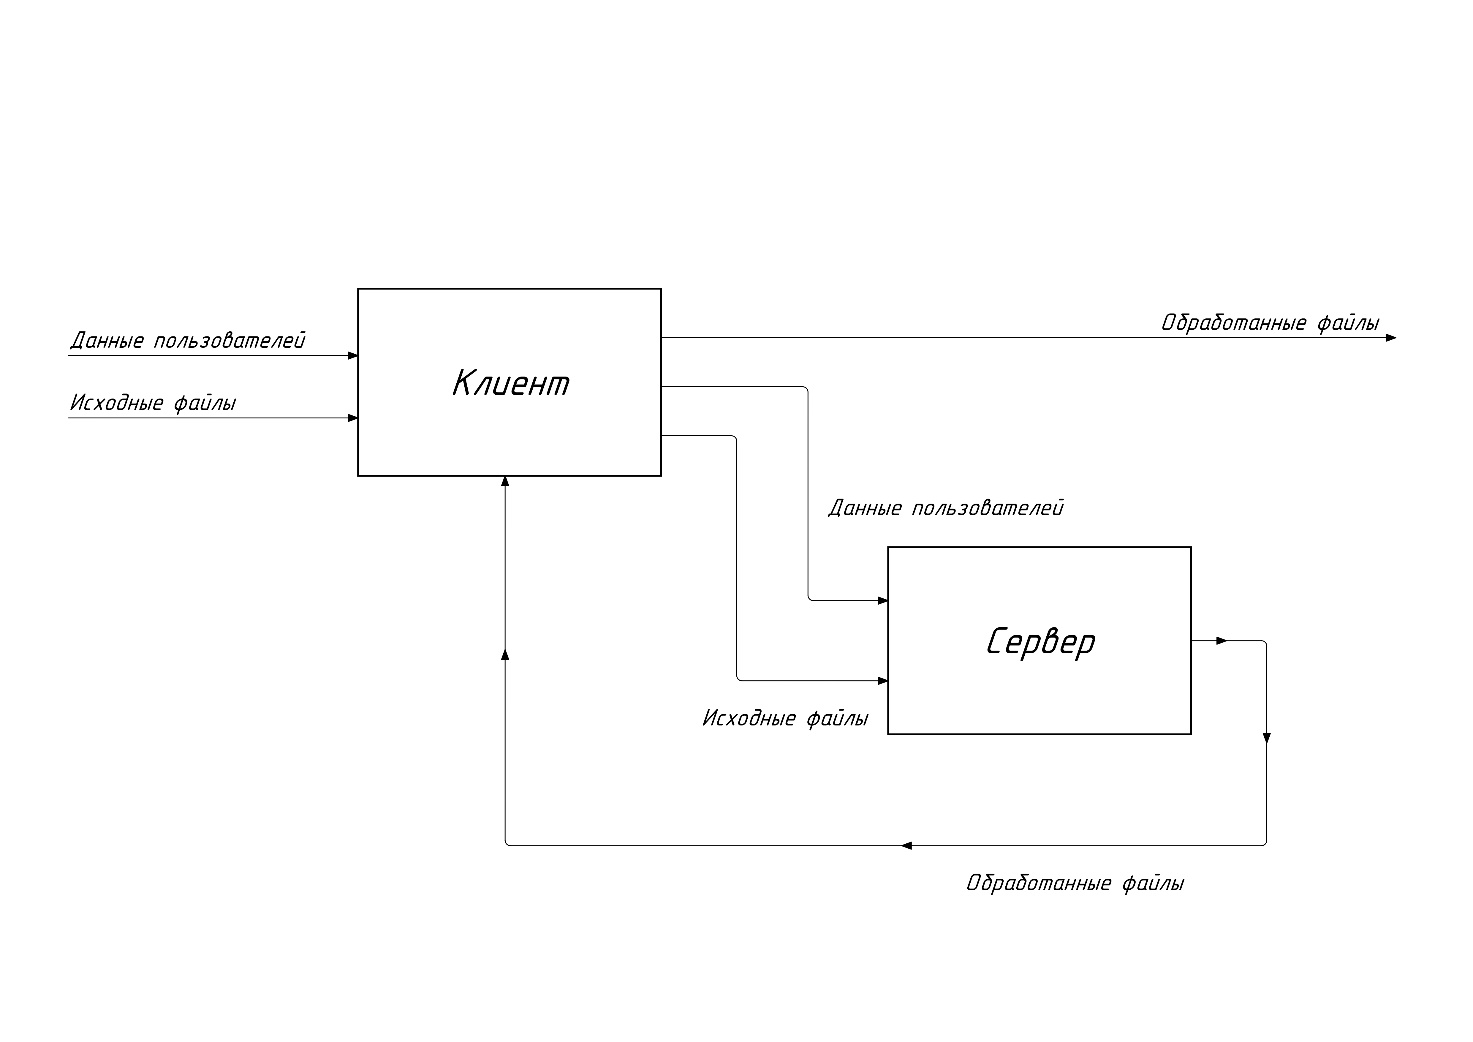 Обработанные файлы
Данные пользователей
Клиент
Исходные файлы
Данные пользователей
Сервер
Исходные файлы
Обработанные файлы